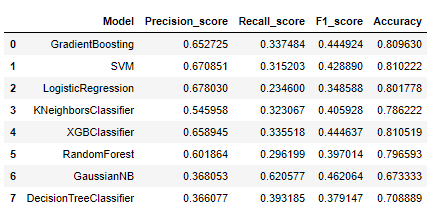 Model Precision_score Recall_score F1_score Accuracy
0 GradientBoosting 0.652725 0.337484 0.444924 0.809630
1 SVM 0.670851 0.315203 0.428890 0.810222
2 LogisticRegression 0.678030 0.234600 0.348588 0.801778
3 KNeighborsClassifier 0.545958 0.323067 0.405928 0.786222
4 XGBClassifier 0.658945 0.335518 0.444637 0.810519
5 RandomForest 0.601864 0.296199 0.397014 0.796593
6 GaussianNB 0.368053 0.620577 0.462064 0.673333
7 DecisionTreeClassifier 0.366077 0.393185 0.379147 0.708889